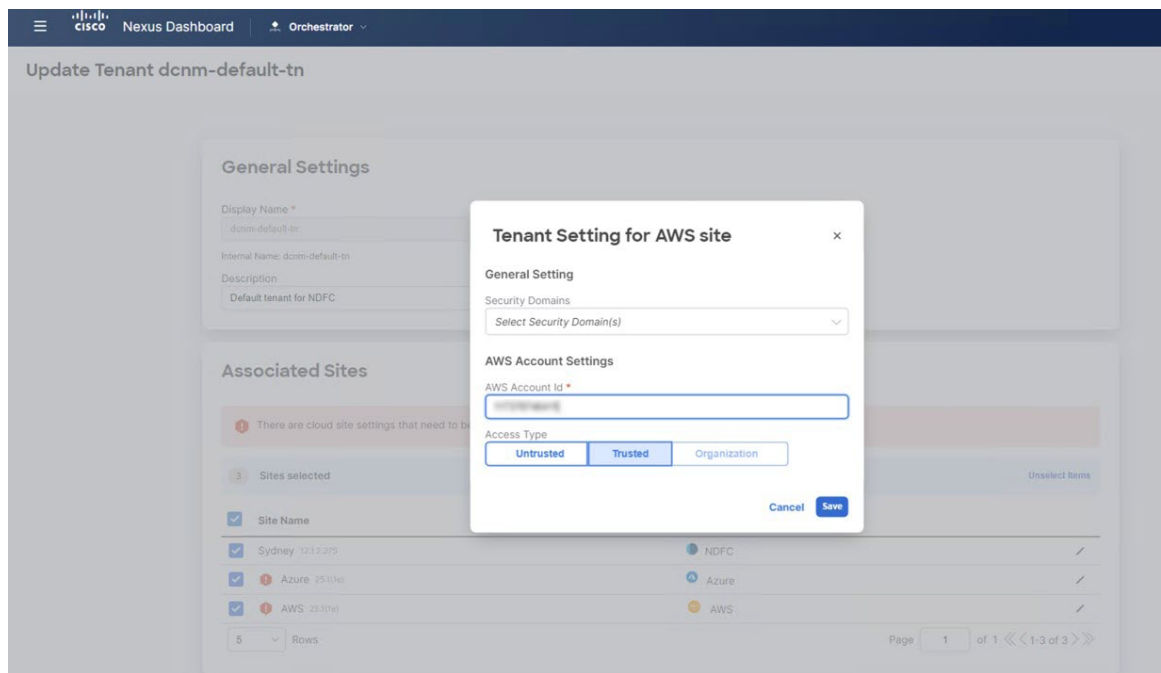 cisco Nexus Dashboard Orchestrator
Update Tenant dcnm-default-tn
General Settings
Display Name *
dcnm-default-tn
Internal Name: dcnm-default-tn
Description
Default tenant for NDFC
Tenant Setting for AWS site
General Setting
Security Domains
Select Security Domain(s)
AWS Account Settings
AWS Account Id *
Access Type
Untrusted Trusted Organization
Cancel Save
Associated Sites
There are cloud site settings that need to be
3 Sites selected Unselect Items
Site Name
Sydney NDFC
Azure Azure
AWS AWS
5 Rows Page 1 of 1 1-3 of 3